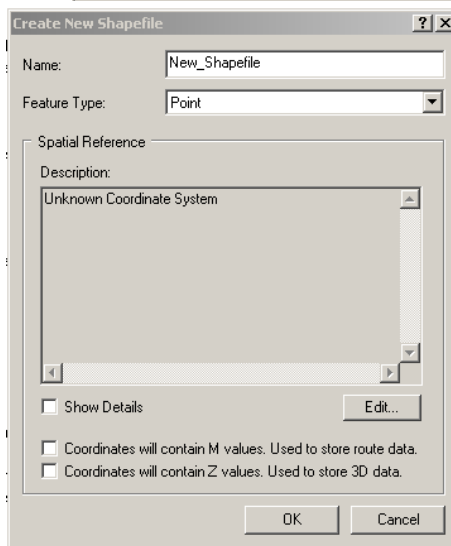 Create New Shapefile
Name: New_Shapefile
Feature Type: Point
Spatial Reference
Description:
Unknown Coordinate System
Show Details Edit...
Coordinates will contain M values. Used to store route data.
Coordinates will contain Z values. Used to store 3D data.
OK Cancel